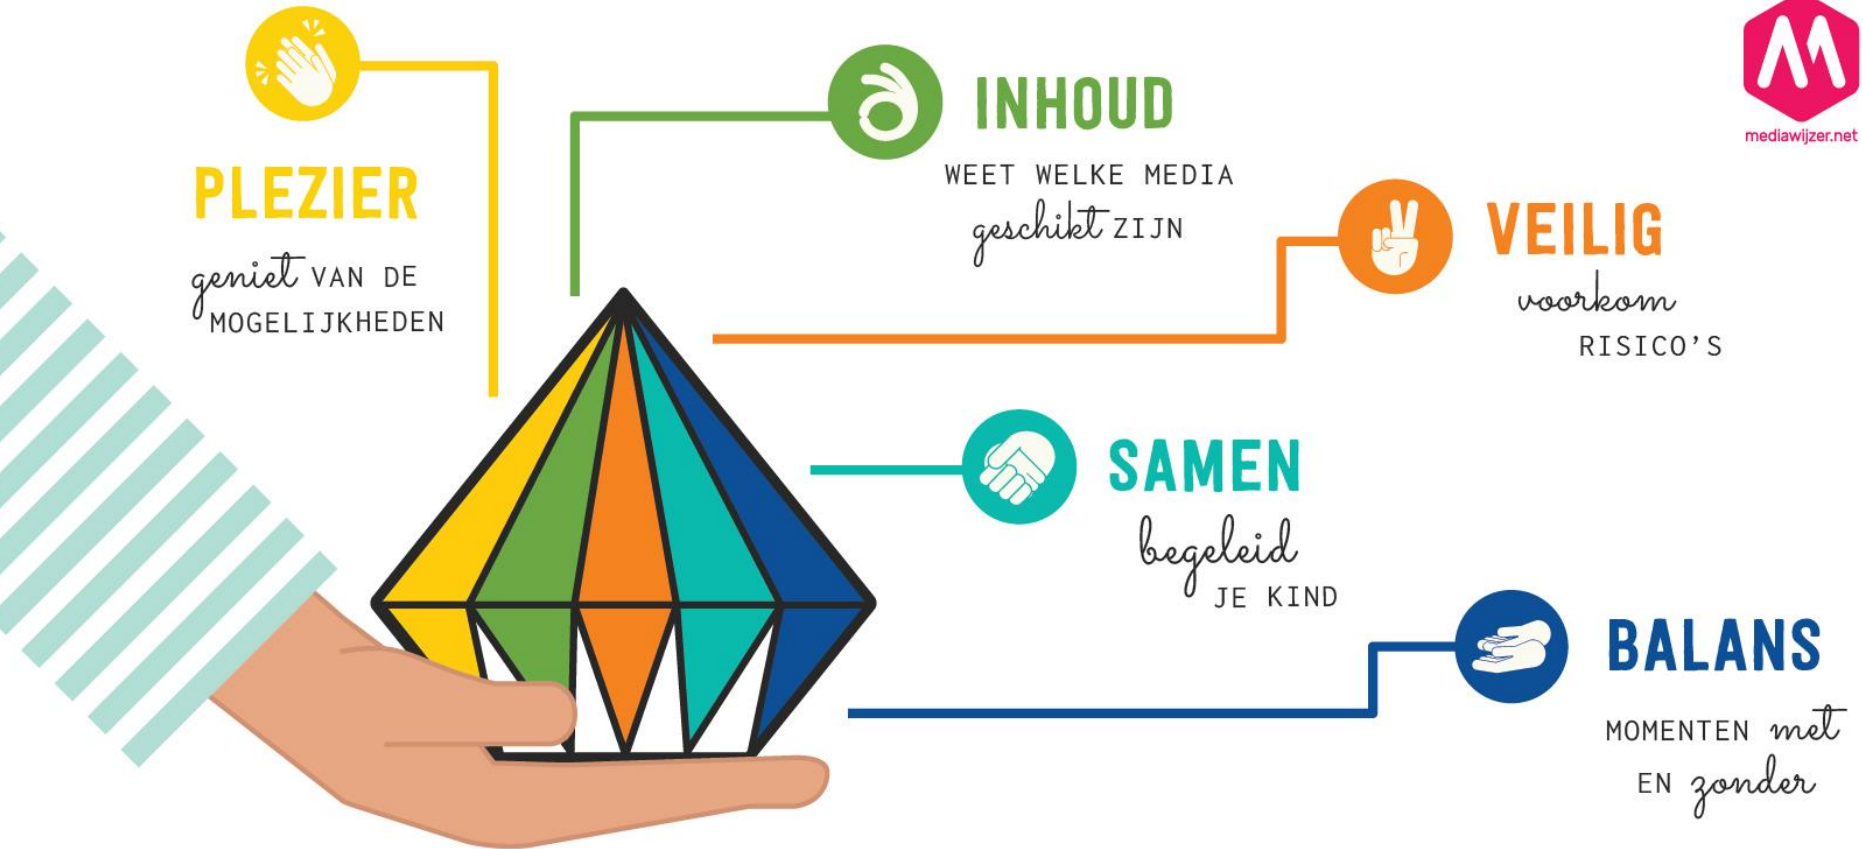 PLEZIER
geniet VAN DE
MOGELIJKHEDEN
INHOUD
WEET WELKE MEDIA
geschikt ZIJN
mediawijzer.net
VEILIG
voorkom
RISICO'S
SAMEN
begeleid
JE KIND
BALANS
MOMENTEN met
EN zonder